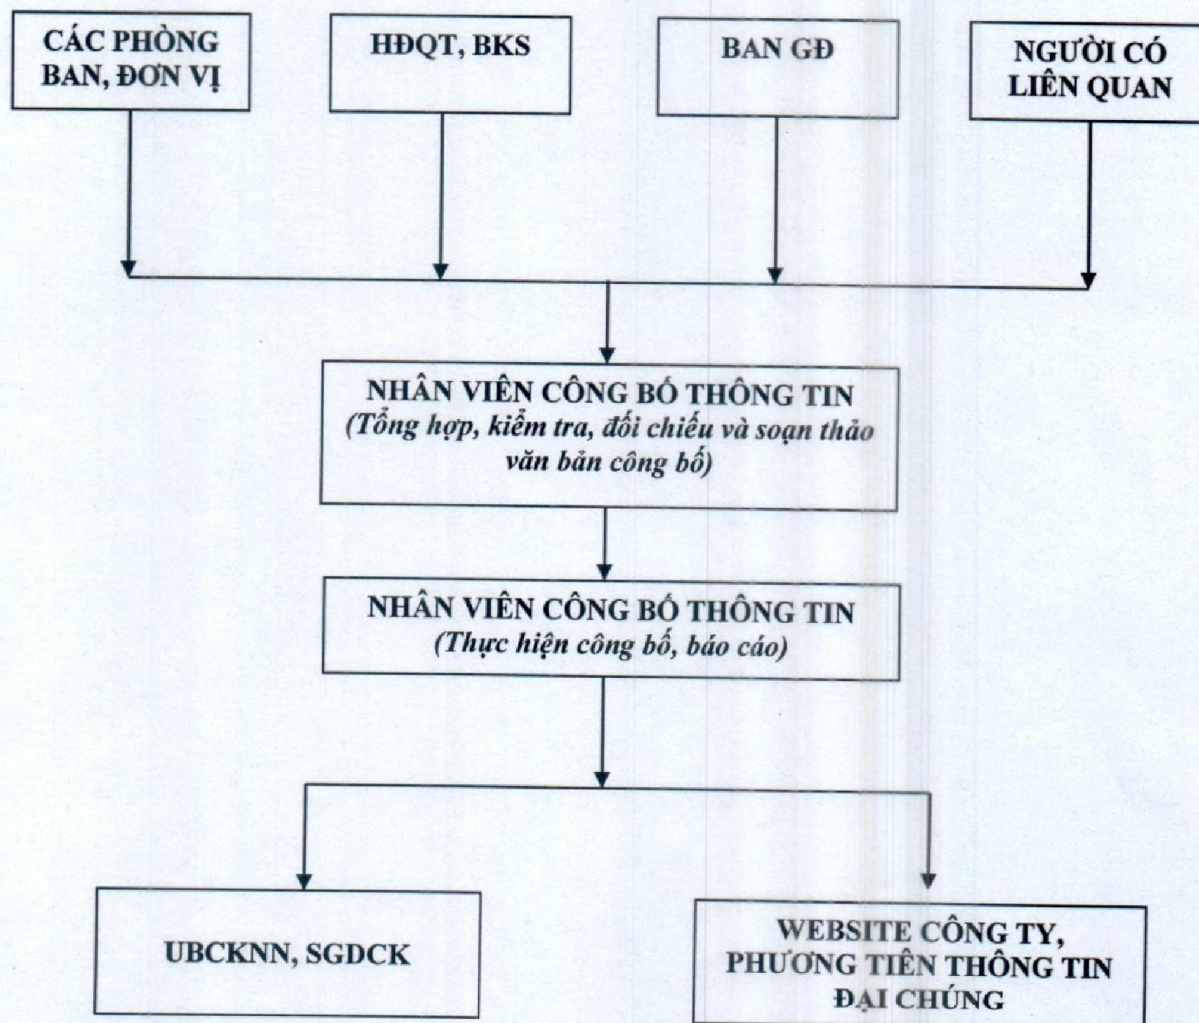 CÁC PHÒNG
BAN, ĐƠN VỊ
HĐQT, BKS
BAN GĐ
NGƯỜI CÓ
LIÊN QUAN
NHÂN VIÊN CÔNG BỐ THÔNG TIN
(Tổng hợp, kiểm tra, đối chiếu và soạn thảo
văn bản công bố)
NHÂN VIÊN CÔNG BỐ THÔNG TIN
(Thực hiện công bố, báo cáo)
UBCKNN, SGDCK
WEBSITE CÔNG TY,
PHƯƠNG TIỆN THÔNG TIN
ĐẠI CHÚNG